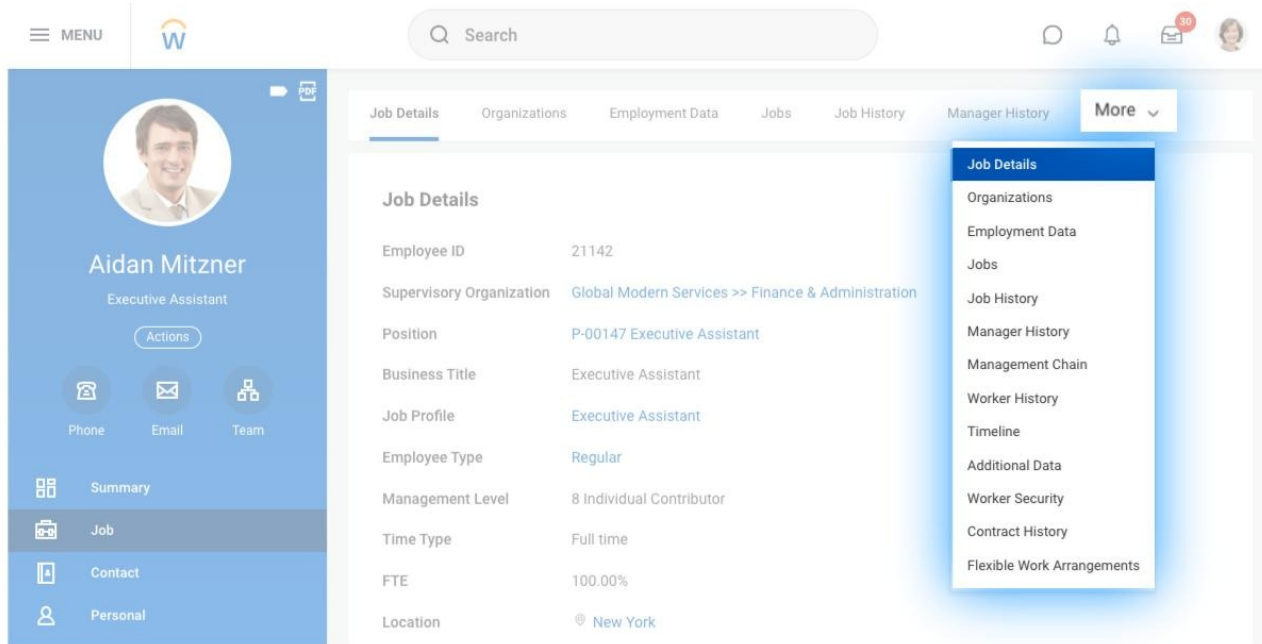 MENU
W
Search
30
PDF
Aidan Mitzner
Executive Assistant
Actions
Phone
Email
Team
Summary
Job
Contact
Personal
Job Details
Organizations
Employment Data
Jobs
Job History
Manager History
More
Job Details
Employee ID 21142
Supervisory Organization Global Modern Services >> Finance & Administration
Position P-00147 Executive Assistant
Business Title Executive Assistant
Job Profile Executive Assistant
Employee Type Regular
Management Level 8 Individual Contributor
Time Type Full time
FTE 100.00%
Location New York
Job Details
Organizations
Employment Data
Jobs
Job History
Manager History
Management Chain
Worker History
Timeline
Additional Data
Worker Security
Contract History
Flexible Work Arrangements